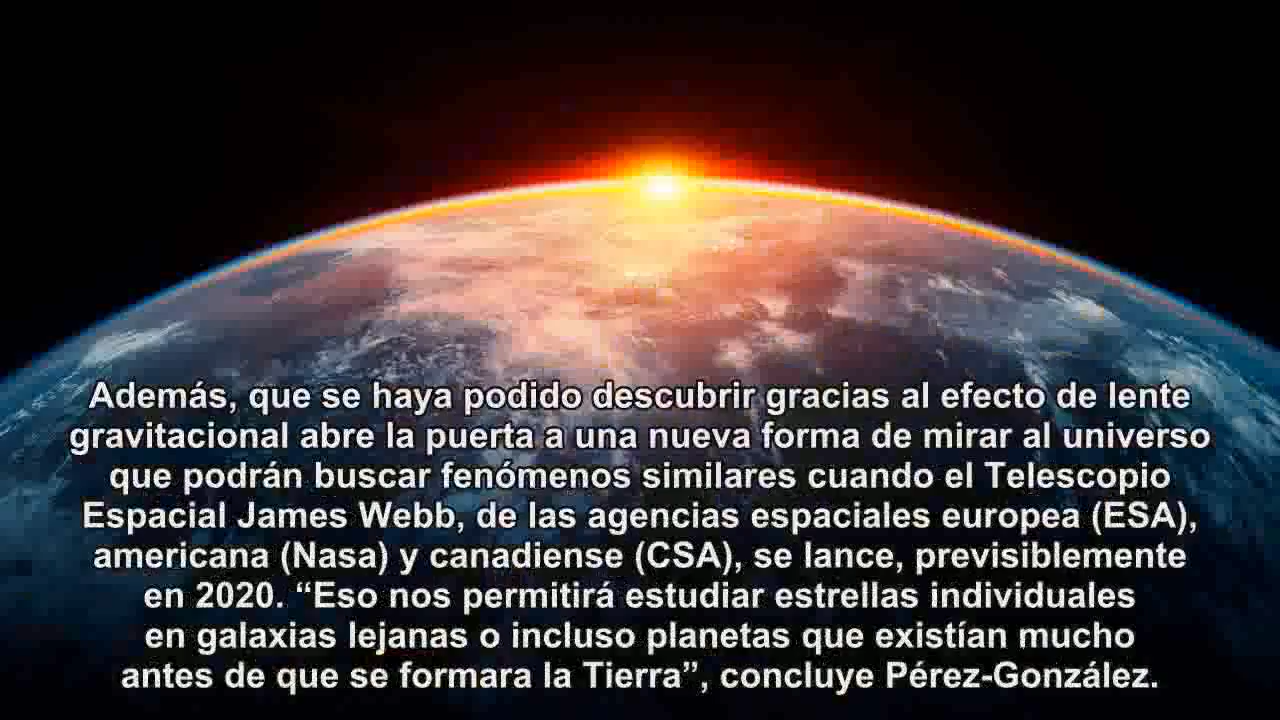 Además, que se haya podido descubrir gracias al efecto de lente
gravitacional abre la puerta a una nueva forma de mirar al universo
que podrán buscar fenómenos similares cuando el Telescopio
Espacial James Webb, de las agencias espaciales europea (ESA),
americana (Nasa) y canadiense (CSA), se lance, previsiblemente
en 2020. “Eso nos permitirá estudiar estrellas individuales
en galaxias lejanas o incluso planetas que existían mucho
antes de que se formara la Tierra”, concluye Pérez-González.